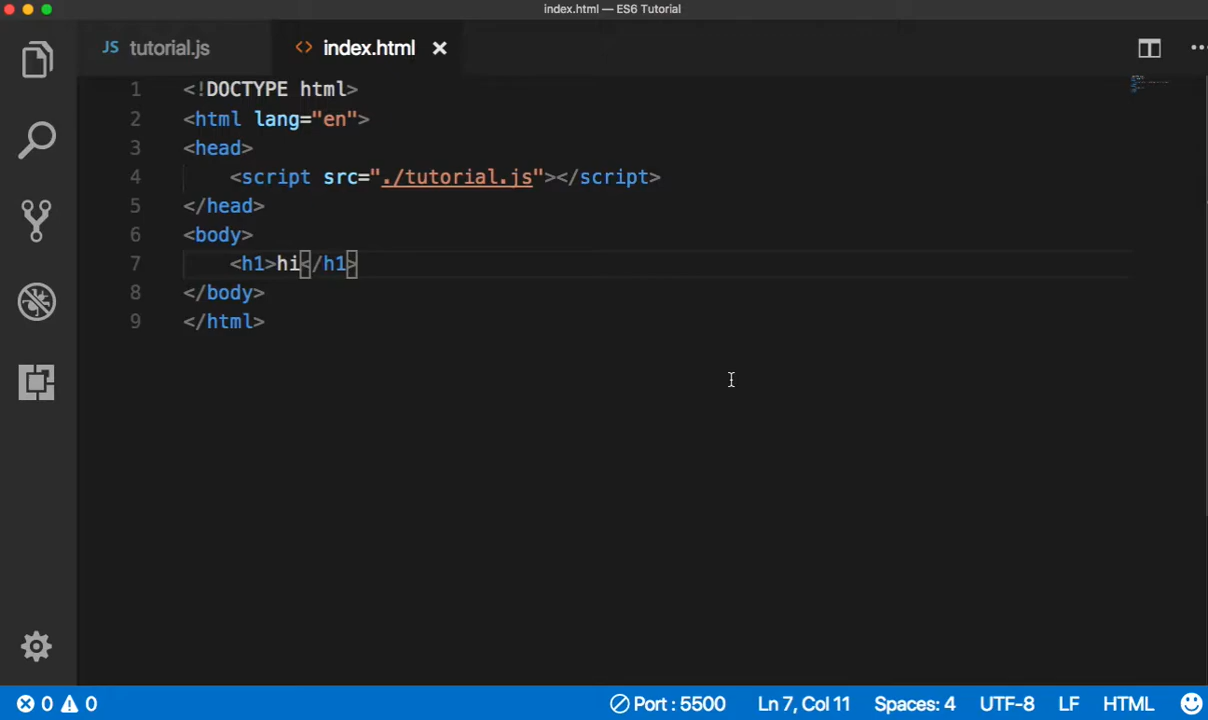 index.html — ES6 Tutorial
JS tutorial.js <> index.html ×
1 <!DOCTYPE html>
2 <html lang="en">
3 <head>
4 <script src="./tutorial.js"></script>
5 </head>
6 <body>
7 <h1>hi</h1>
8 </body>
9 </html>
0 0 Port : 5500 Ln 7, Col 11 Spaces: 4 UTF-8 LF HTML